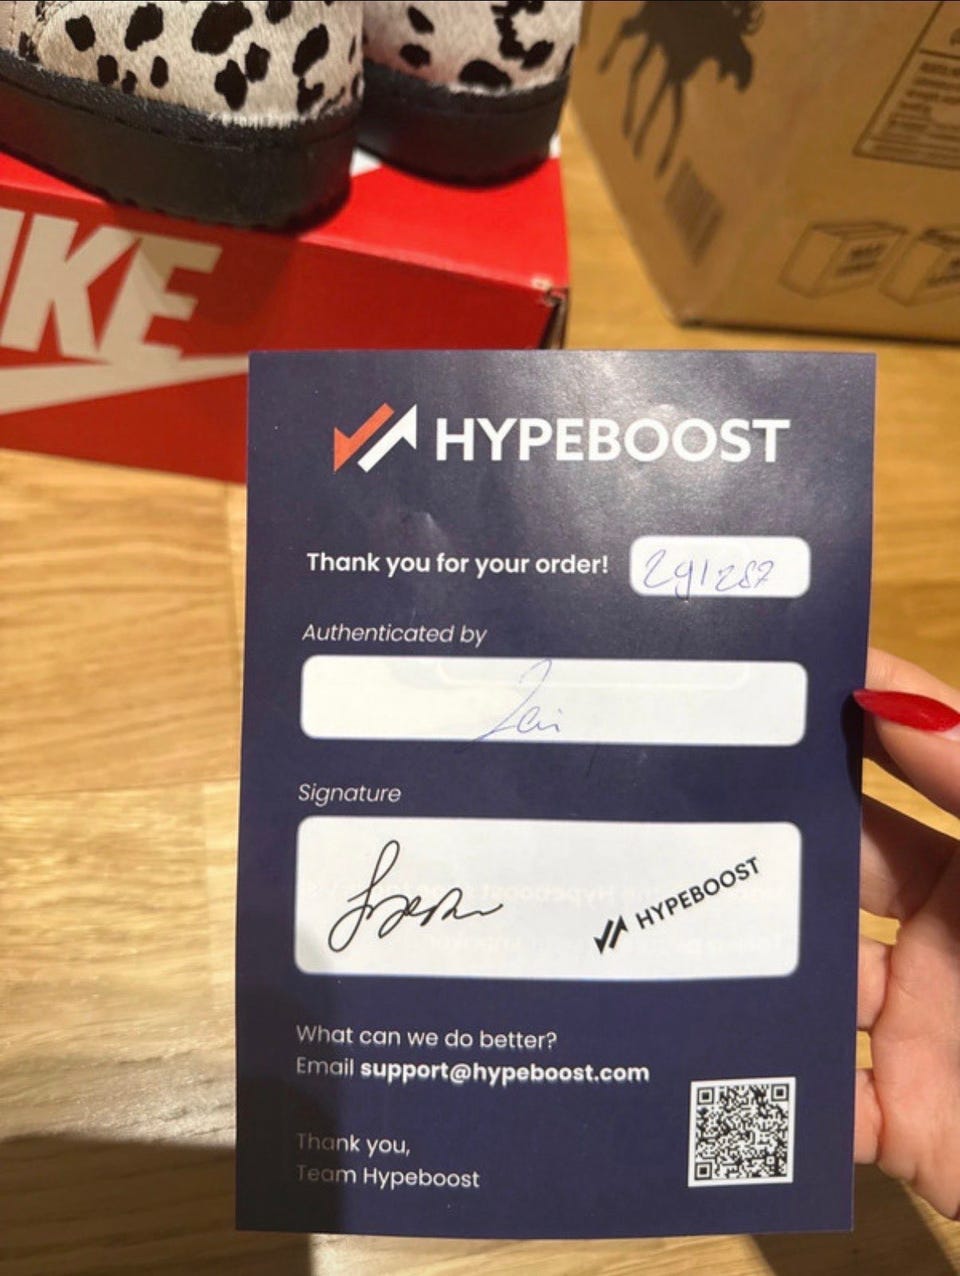 IKE
HYPEBOOST
Thank you for your order! 291287
Authenticated by
Signature
HYPEBOOST
What can we do better?
Email support@hypeboost.com
Thank you,
Team Hypeboost